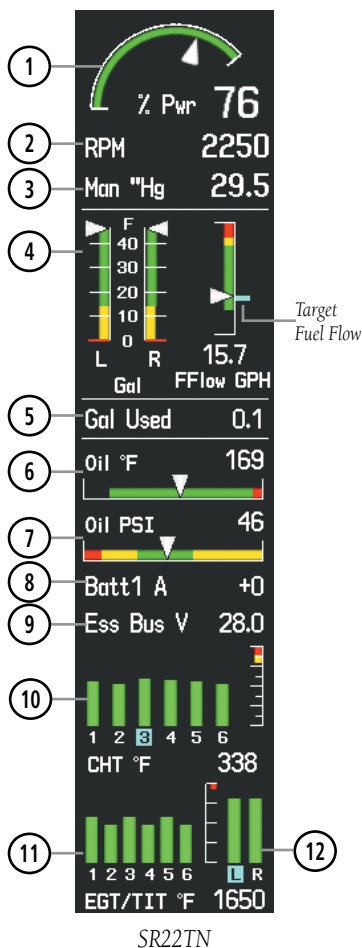 1
% Pwr 76
2
RPM 2250
3
Man "Hg 29.5
4
F
40
30
20
10
0
L R
Gal
Target
Fuel Flow
15.7
FFlow GPH
5
Gal Used 0.1
6
Oil °F 169
7
Oil PSI 46
8
Batt1 A +0
9
Ess Bus V 28.0
10
1 2 3 4 5 6
CHT °F 338
11
12
1 2 3 4 5 6
L R
EGT/TIT °F 1650
SR22TN